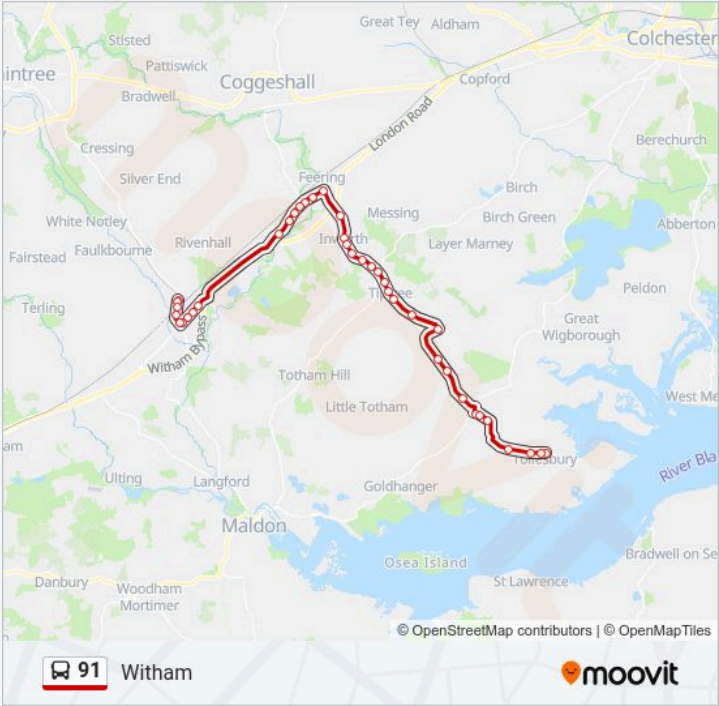 Great Tey
Aldham
Stisted
Colchester
Pattiswick
aintree
Coggeshall
Copford
Bradwell
London Road
Berechurch
Cressing
Feering
Silver End
Birch
Messing
Birch Green
White Notley
Abberton
Rivenhall
Inworth
Layer Marney
Faulkbourne
Fairstead
Peldon
Terling
Tiptree
Great
Wigborough
Witham Bypass
Totham Hill
West Me
Little Totham
am
Tollesbury
River Bla
Ulting
Langford
Goldhanger
Maldon
Osea Island
Bradwell on Se
Danbury
Woodham
Mortimer
St Lawrence
© OpenStreetMap contributors | © OpenMapTiles
91 Witham
moovit